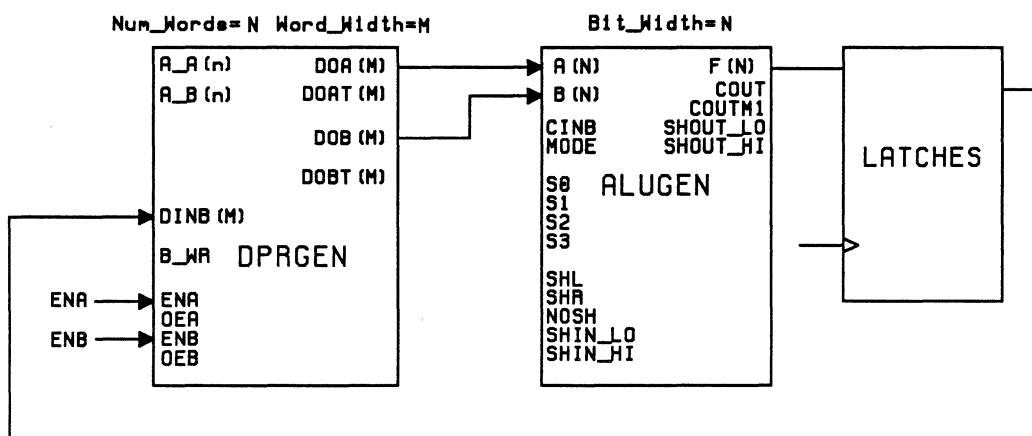 Num_Words=N Word_Width=M
Bit_Width=N
A_A(n) DOA(M)
A_B(n) DOAT(M)
DOB(M)
DOBT(M)
DINB(M)
B_WR DPRGEN
ENA ENA
OEA
ENB ENB
OEB
A(N) F(N)
B(N) COUT
COUTM1
CINB SHOUT_LO
MODE SHOUT_HI
S0 ALUGEN
S1
S2
S3
SHL
SHR
NOSH
SHIN_LO
SHIN_HI
LATCHES